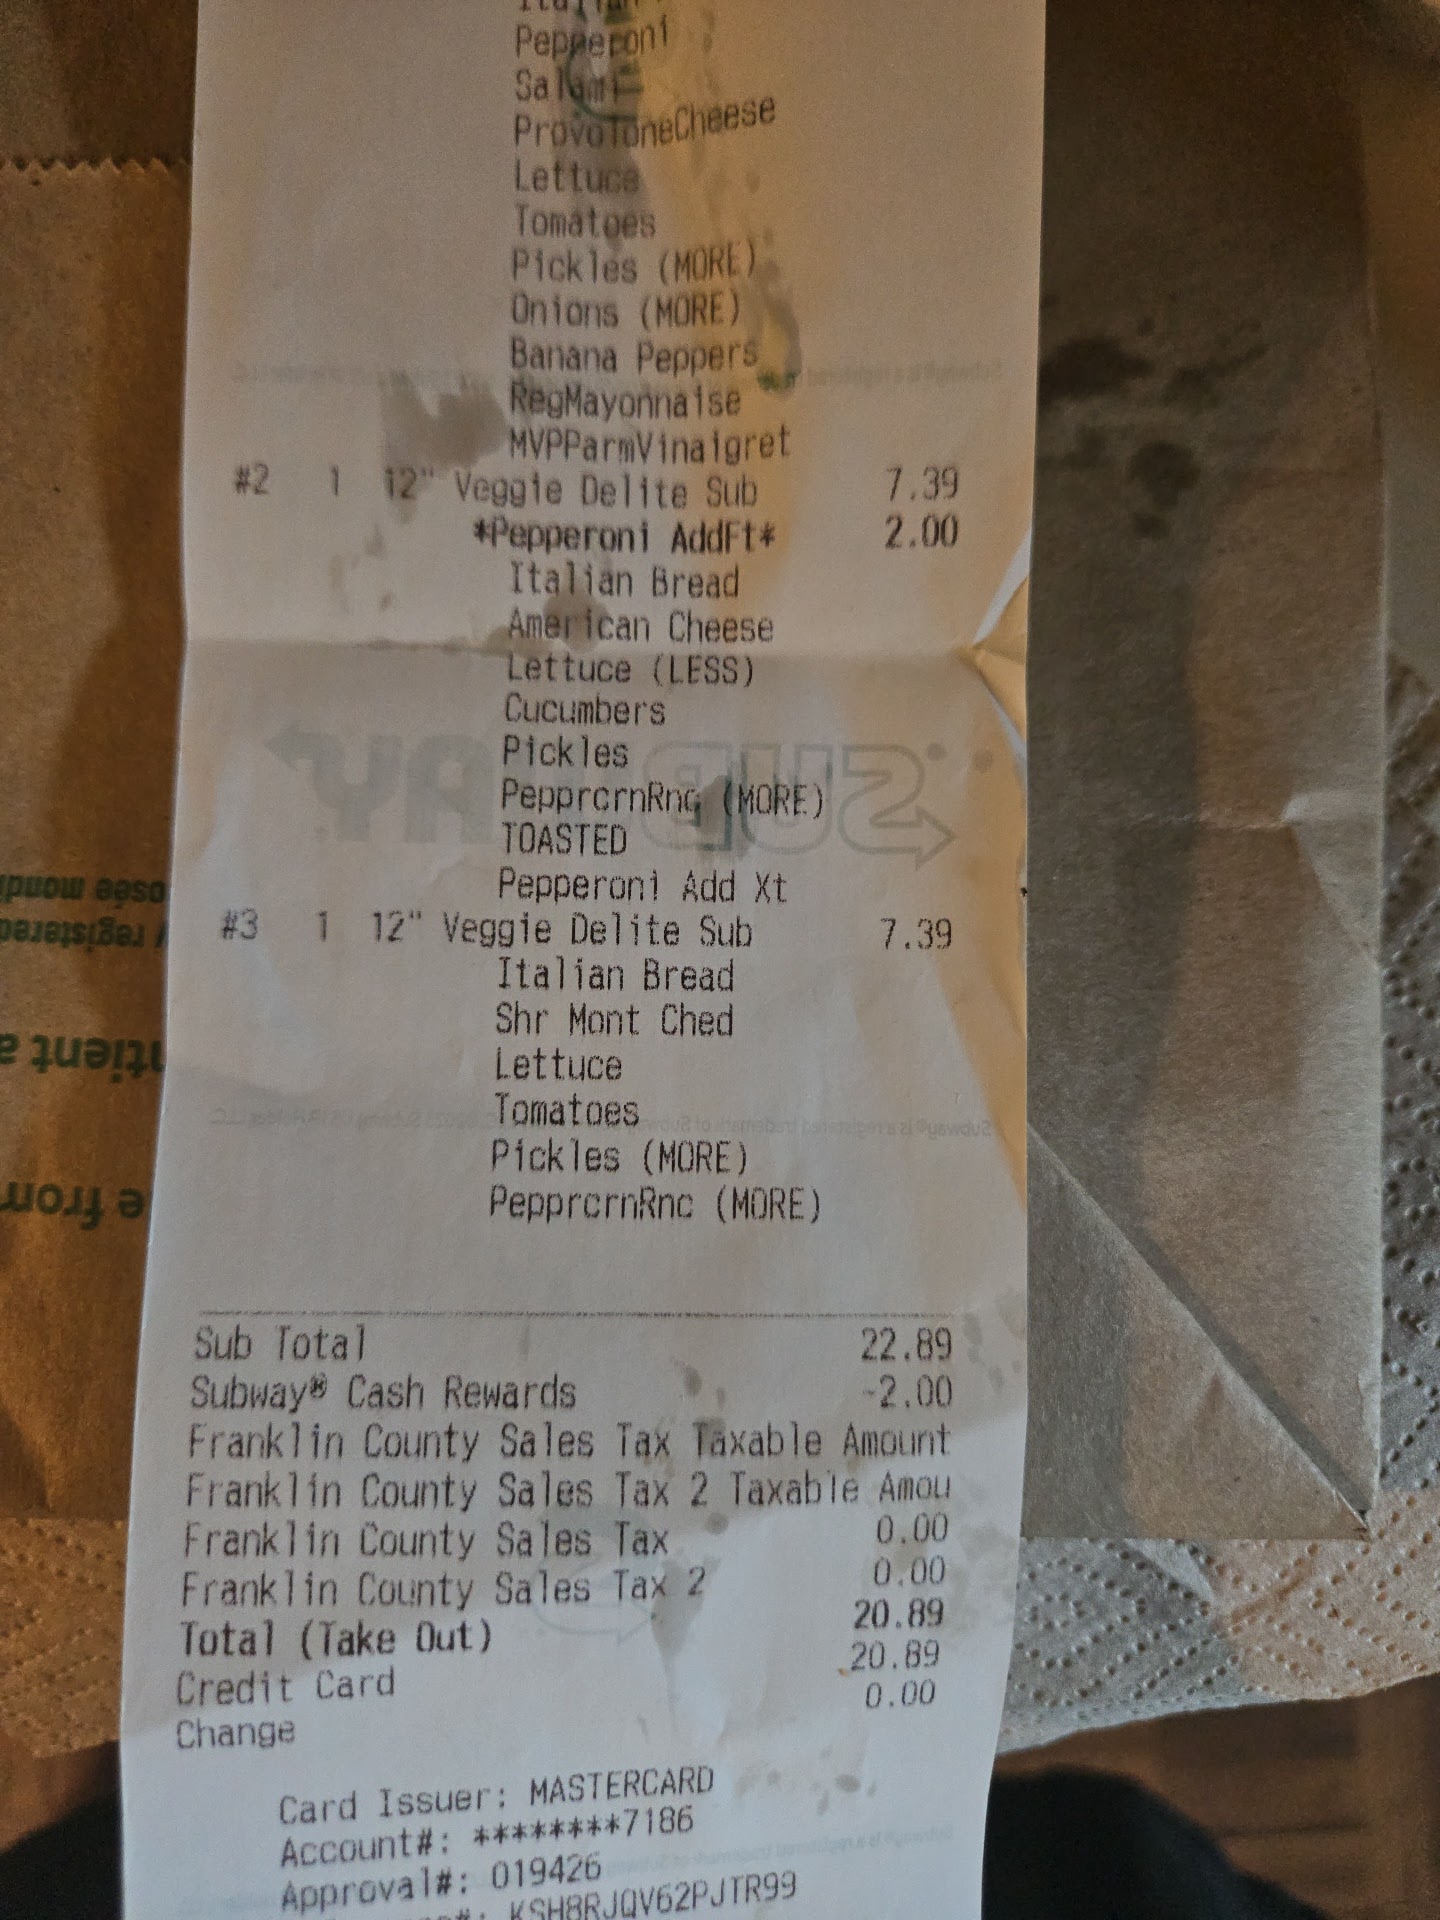 Italian
Pepperoni
Salami
ProvoloneCheese
Lettuce
Tomatoes
Pickles (MORE)
Onions (MORE)
Banana Peppers
RegMayonnaise
MVPParmVinaigret
#2 1 12" Veggie Delite Sub 7.39
*Pepperoni AddFt* 2.00
Italian Bread
American Cheese
Lettuce (LESS)
Cucumbers
Pickles
PepprcrnRnc (MORE)
TOASTED
Pepperoni Add Xt
#3 1 12" Veggie Delite Sub 7.39
Italian Bread
Shr Mont Ched
Lettuce
Tomatoes
Pickles (MORE)
PepprcrnRnc (MORE)
Sub Total 22.89
Subway® Cash Rewards -2.00
Franklin County Sales Tax Taxable Amount
Franklin County Sales Tax 2 Taxable Amou
Franklin County Sales Tax 0.00
Franklin County Sales Tax 2 0.00
Total (Take Out) 20.89
Credit Card 20.89
Change 0.00
Card Issuer: MASTERCARD
Account#: ********7186
Approval#: 019426
KSH8RJQV62PJTR99
SUBWAY
registered
from